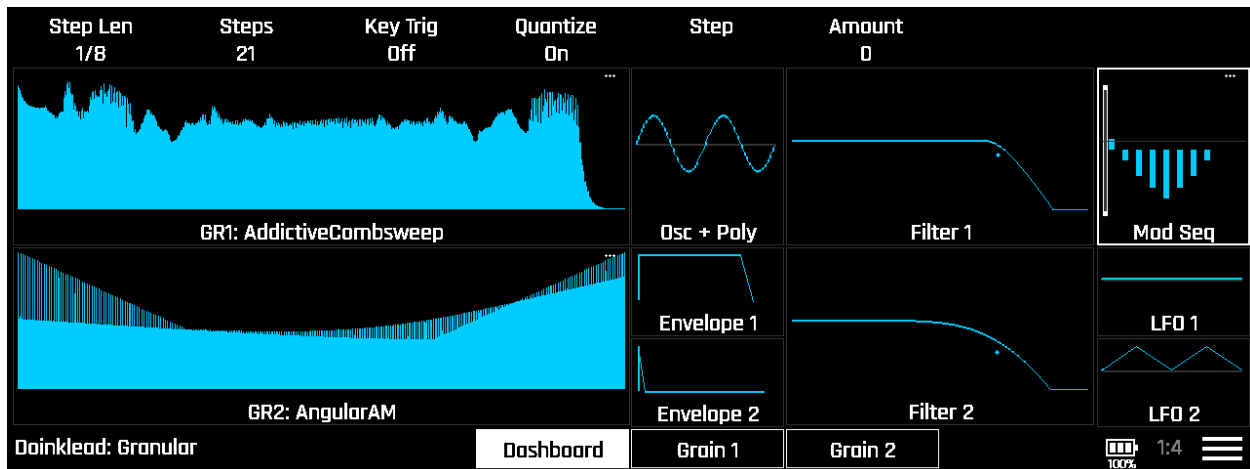 Step Len Steps Key Trig Quantize Step Amount
1/8 21 Off On 0
GR1: AddictiveCombsweep Osc + Poly Filter 1 Mod Seq
Envelope 1 LFO 1
GR2: AngularAM Envelope 2 Filter 2 LFO 2
Doinklead: Granular Dashboard Grain 1 Grain 2 1:4
100%